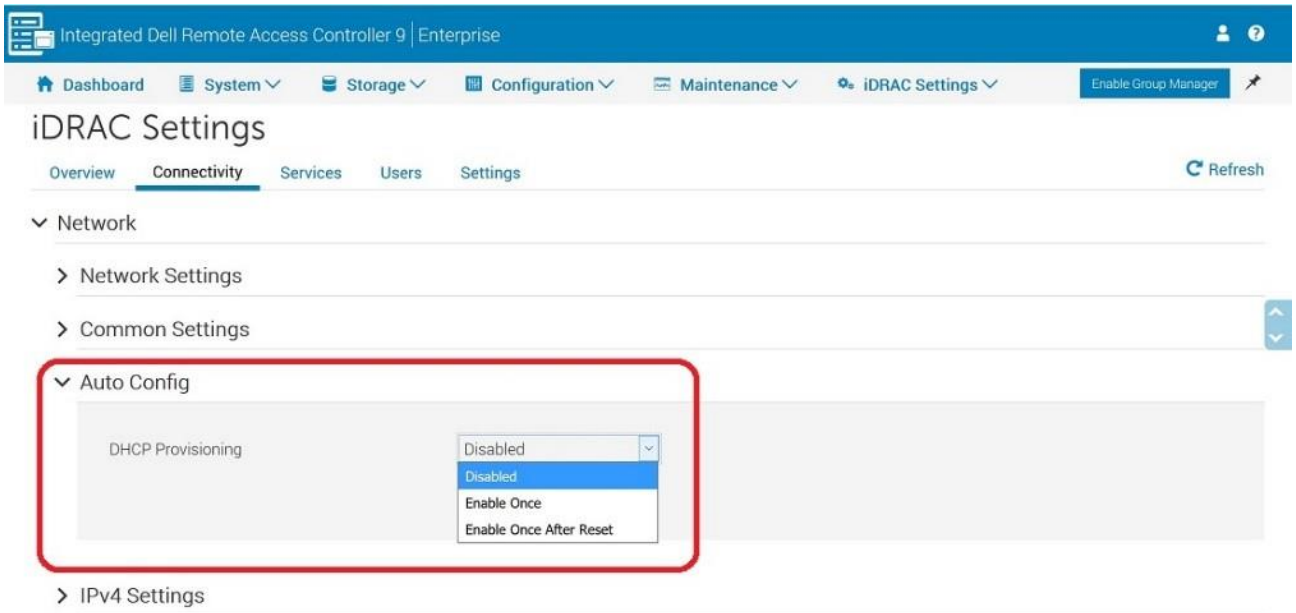 Integrated Dell Remote Access Controller 9 | Enterprise
Dashboard System Storage Configuration Maintenance iDRAC Settings Enable Group Manager
iDRAC Settings
Overview Connectivity Services Users Settings Refresh
Network
Network Settings
Common Settings
Auto Config
DHCP Provisioning Disabled
Disabled
Enable Once
Enable Once After Reset
IPv4 Settings